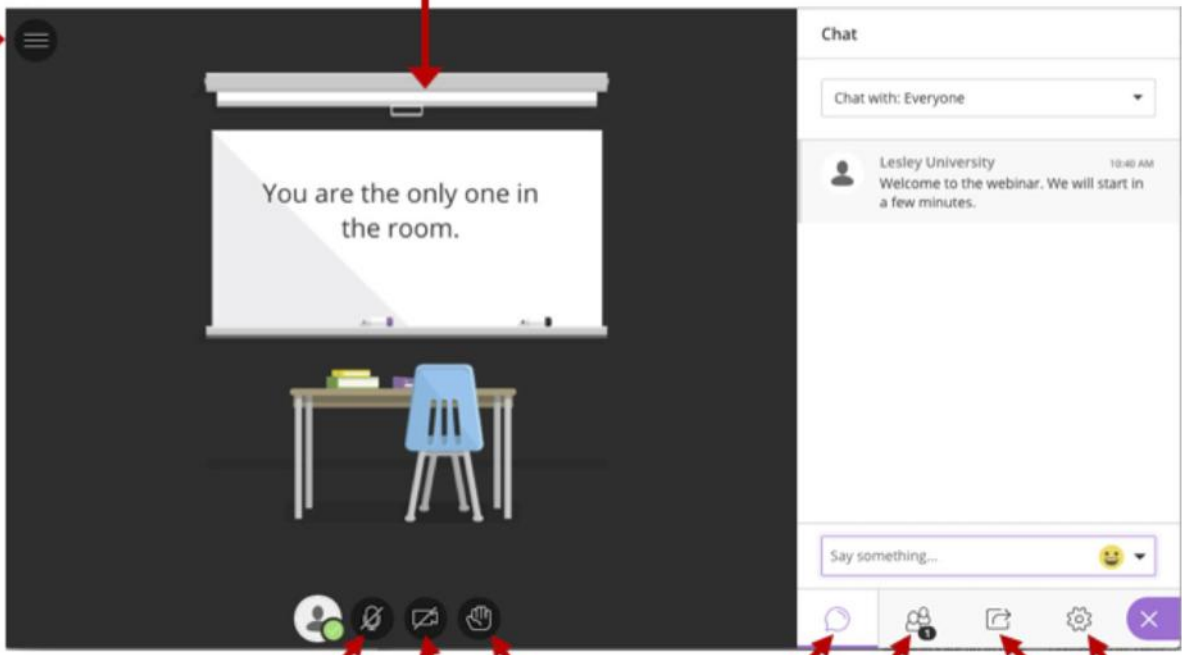 Chat
Chat with: Everyone
You are the only one in
the room.
Lesley University 10:40 AM
Welcome to the webinar. We will start in
a few minutes.
Say something...
1